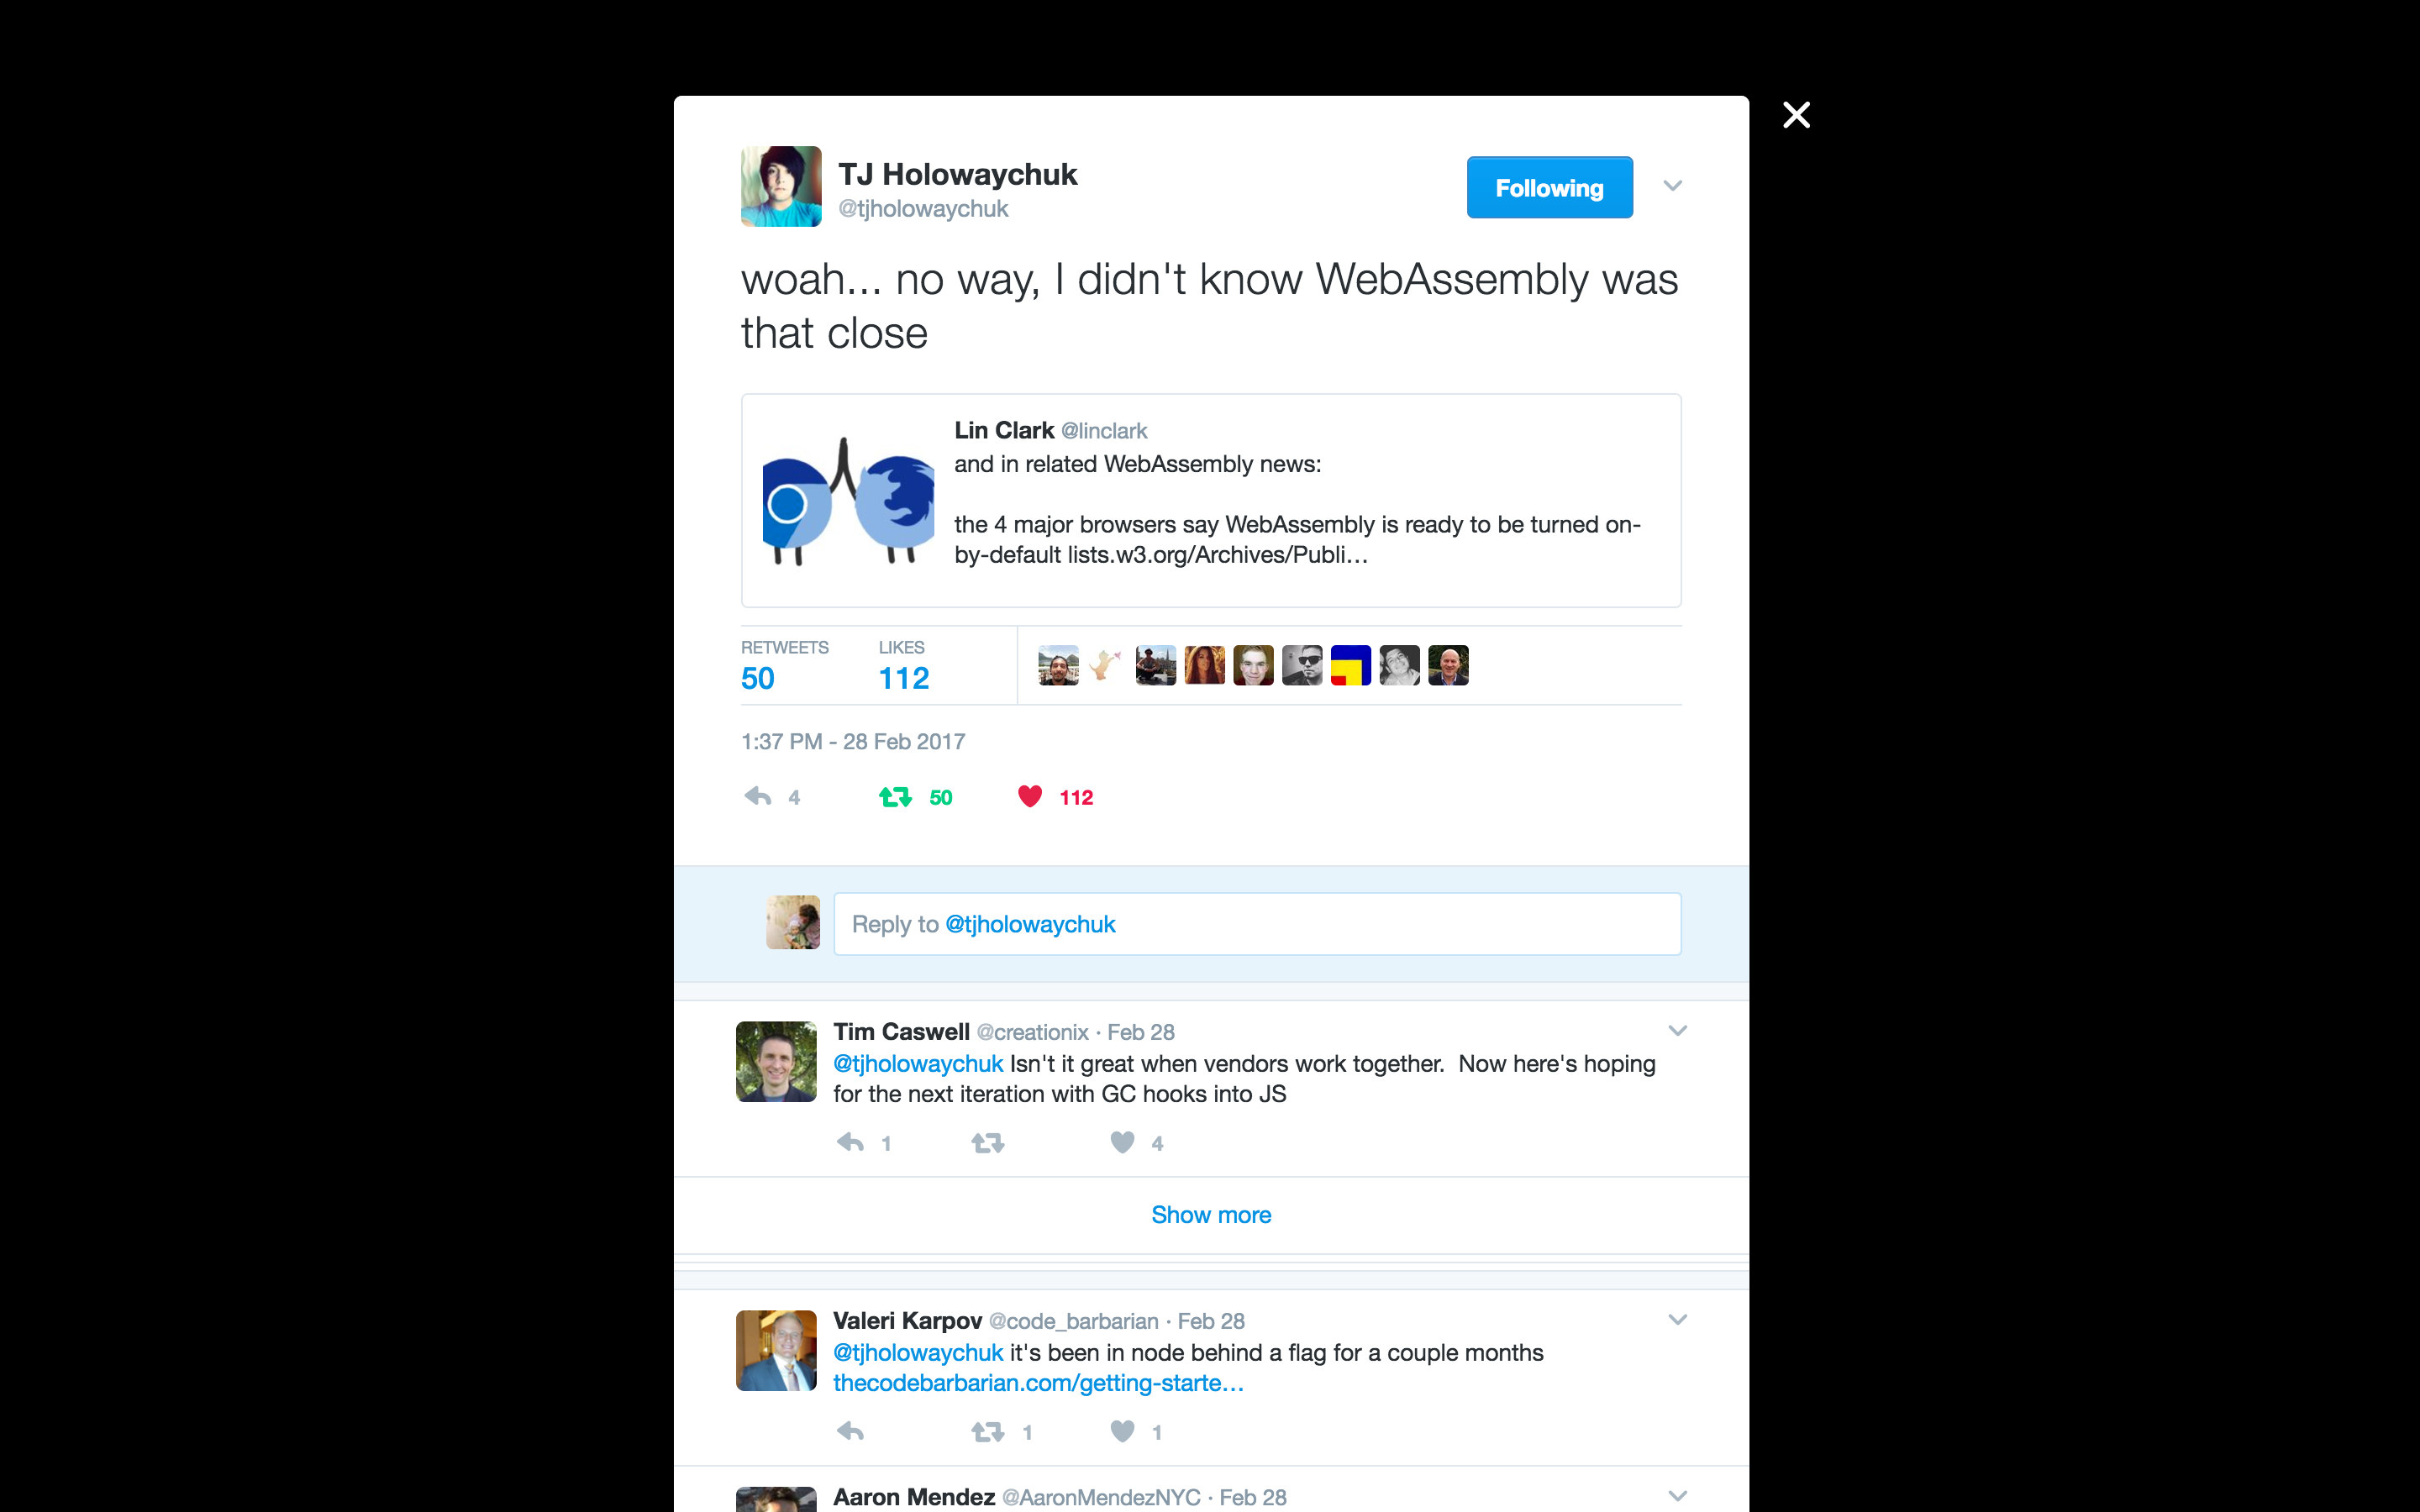 TJ Holowaychuk
@tjholowaychuk
Following
woah... no way, I didn't know WebAssembly was
that close
Lin Clark @linclark
and in related WebAssembly news:
the 4 major browsers say WebAssembly is ready to be turned on-
by-default lists.w3.org/Archives/Publi…
RETWEETS LIKES
50 112
1:37 PM - 28 Feb 2017
4 50 112
Reply to @tjholowaychuk
Tim Caswell @creationix · Feb 28
@tjholowaychuk Isn't it great when vendors work together.  Now here's hoping
for the next iteration with GC hooks into JS
1 4
Show more
Valeri Karpov @code_barbarian · Feb 28
@tjholowaychuk it's been in node behind a flag for a couple months
thecodebarbarian.com/getting-starte…
1 1
Aaron Mendez @AaronMendezNYC · Feb 28